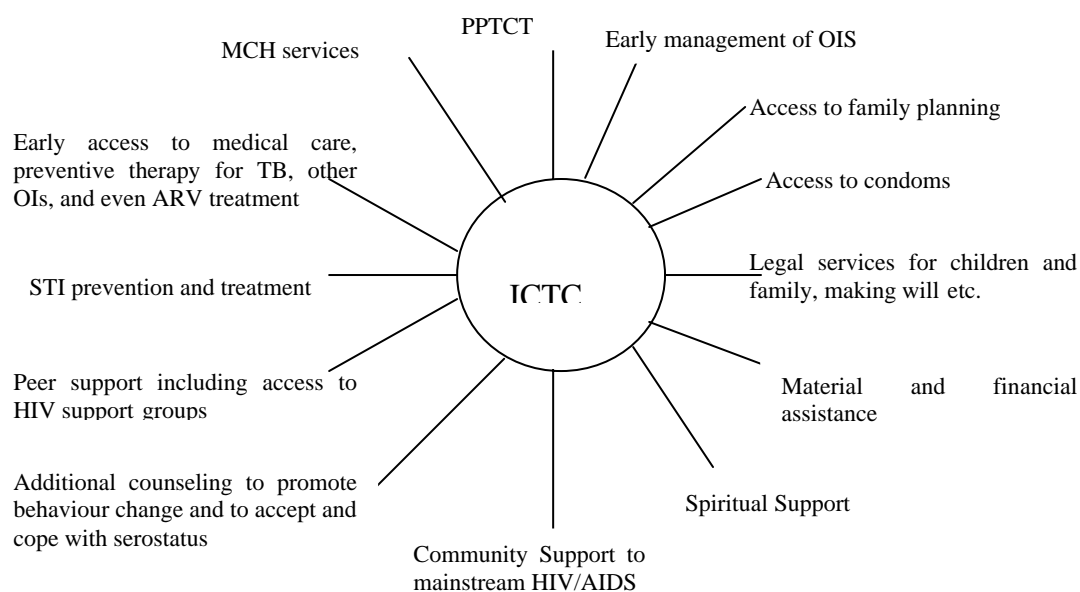 PPTCT
Early management of OIS
MCH services
Access to family planning
Early access to medical care,
preventive therapy for TB, other
OIs, and even ARV treatment
Access to condoms
Legal services for children and
family, making will etc.
STI prevention and treatment
ICTC
Peer support including access to
HIV support groups
Material and financial
assistance
Additional counseling to promote
behaviour change and to accept and
cope with serostatus
Spiritual Support
Community Support to
mainstream HIV/AIDS